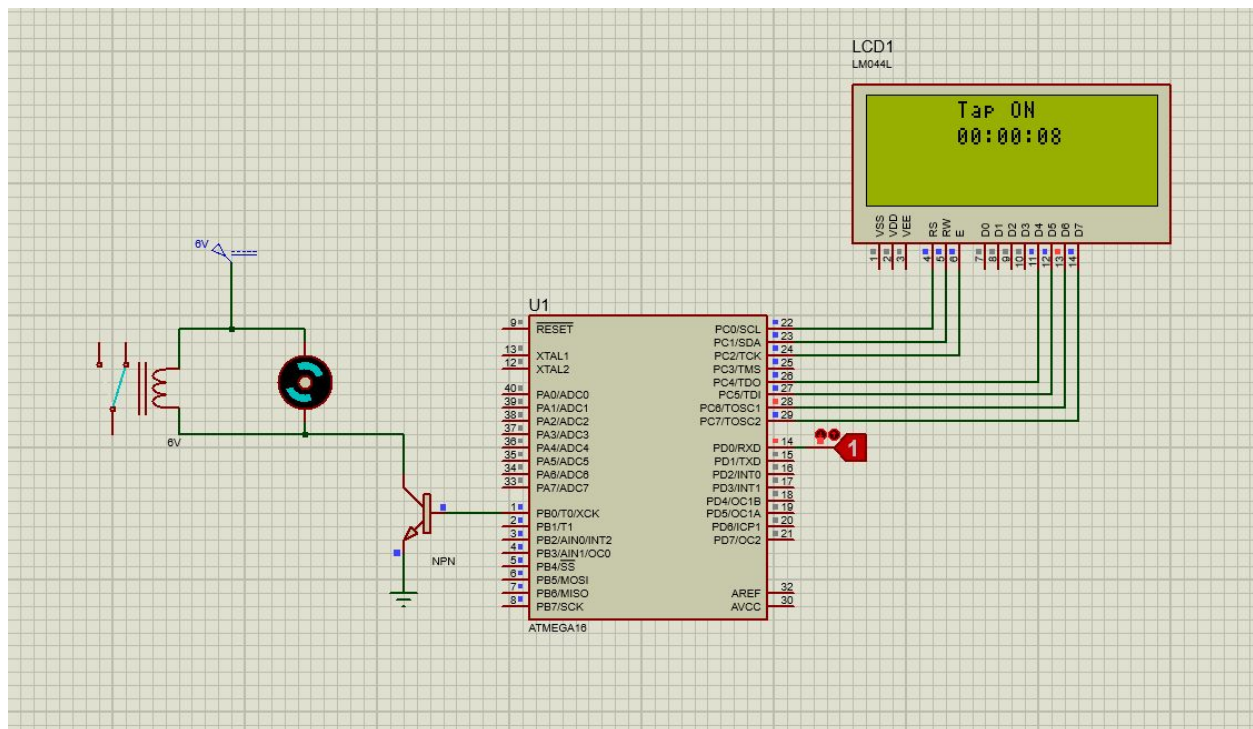 LCD1
LM044L
Tap ON
00:00:08
VSS
VDD
VEE
RS
RW
E
D0
D1
D2
D3
D4
D5
D6
D7
1
2
3
4
5
6
7
8
9
10
11
12
13
14
6V
6V
NPN
U1
9 RESET
13 XTAL1
12 XTAL2
40 PA0/ADC0
39 PA1/ADC1
38 PA2/ADC2
37 PA3/ADC3
36 PA4/ADC4
35 PA5/ADC5
34 PA6/ADC6
33 PA7/ADC7
1 PB0/T0/XCK
2 PB1/T1
3 PB2/AIN0/INT2
4 PB3/AIN1/OC0
5 PB4/SS
6 PB5/MOSI
7 PB6/MISO
8 PB7/SCK
PC0/SCL 22
PC1/SDA 23
PC2/TCK 24
PC3/TMS 25
PC4/TDO 26
PC5/TDI 27
PC6/TOSC1 28
PC7/TOSC2 29
PD0/RXD 14
PD1/TXD 15
PD2/INT0 16
PD3/INT1 17
PD4/OC1B 18
PD5/OC1A 19
PD6/ICP1 20
PD7/OC2 21
AREF 32
AVCC 30
ATMEGA16
1